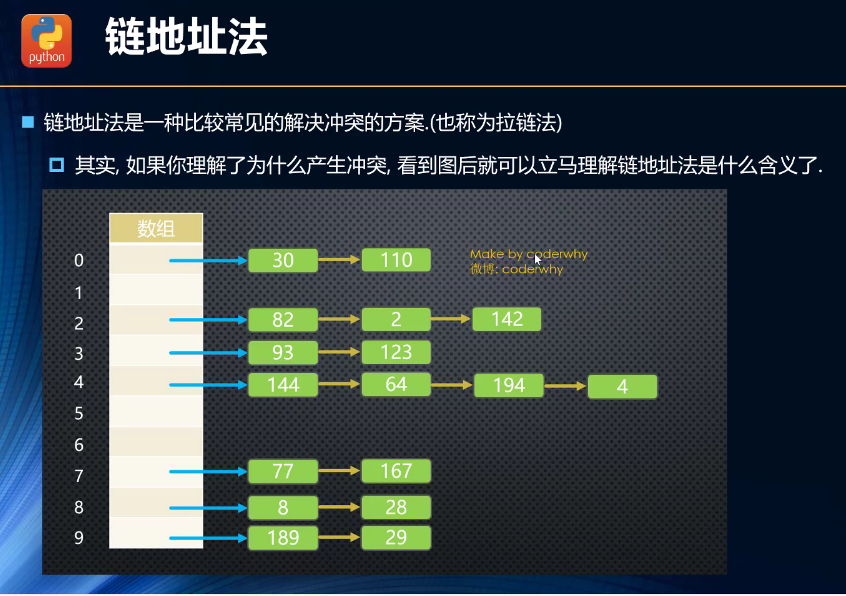 python
链地址法
链地址法是一种比较常见的解决冲突的方案.(也称为拉链法)
其实, 如果你理解了为什么产生冲突, 看到图后就可以立马理解链地址法是什么含义了.
数组
0 30 110
Make by coderwhy
微博: coderwhy
1
2 82 2 142
3 93 123
4 144 64 194 4
5
6
7 77 167
8 8 28
9 189 29